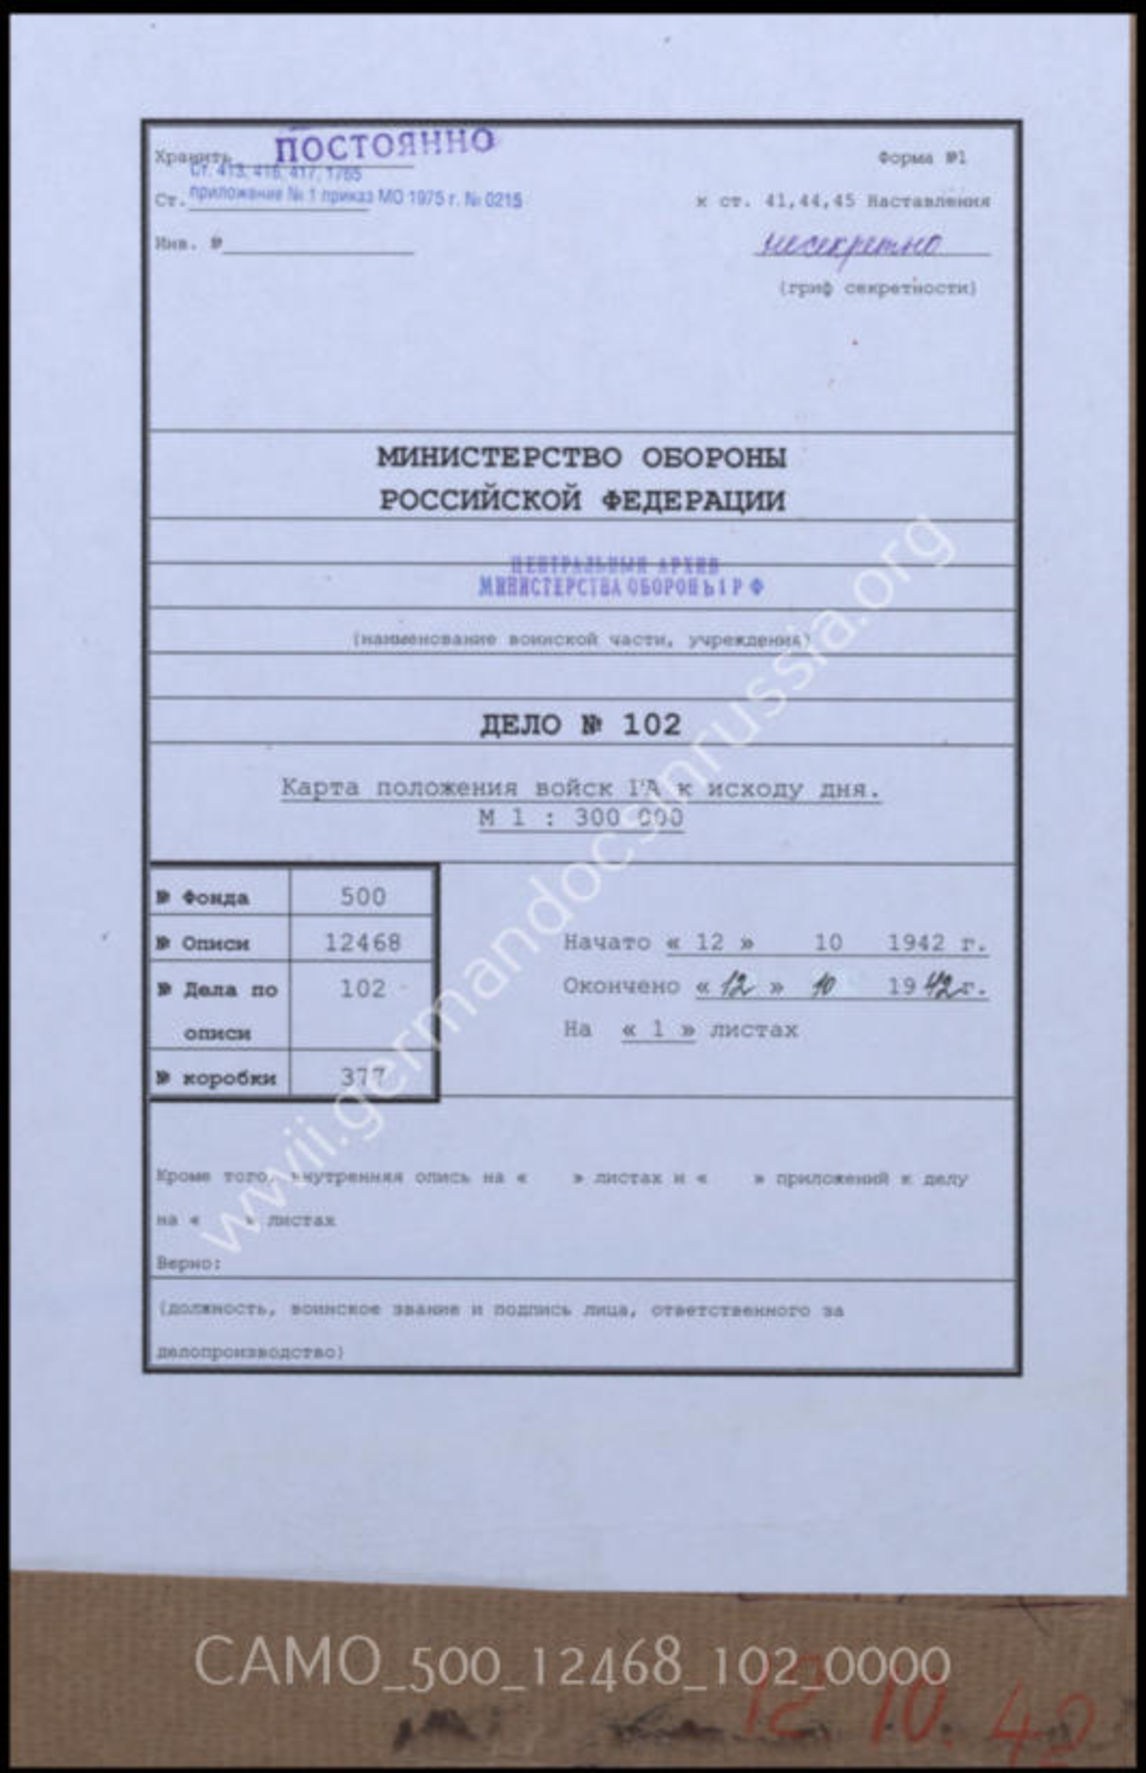 Хранить ПОСТОЯННО
Форма №1
Ст. 413, 416, 417, 1765
Ст. приложение № 1 приказ МО 1975 г. № 0215
к ст. 41,44,45 Наставления
Инв. №
несекретно
(гриф секретности)
МИНИСТЕРСТВО ОБОРОНЫ
РОССИЙСКОЙ ФЕДЕРАЦИИ
ЦЕНТРАЛЬНЫЙ АРХИВ
МИНИСТЕРСТВА ОБОРОНЫ РФ
(наименование воинской части, учреждения)
ДЕЛО № 102
Карта положения войск ГА к исходу дня.
М 1 : 300 000
№ Фонда 500
№ Описи 12468
№ Дела по описи 102
№ коробки 377
Начато « 12 » 10 1942 г.
Окончено « 12 » 10 1942 г.
На « 1 » листах
Кроме того, внутренняя опись на « » листах и « » приложений к делу
на « » листах
Верно:
(должность, воинское звание и подпись лица, ответственного за
делопроизводство)
www.germandocsinrussia.org
CAMO_500_12468_102_0000
12 10. 42